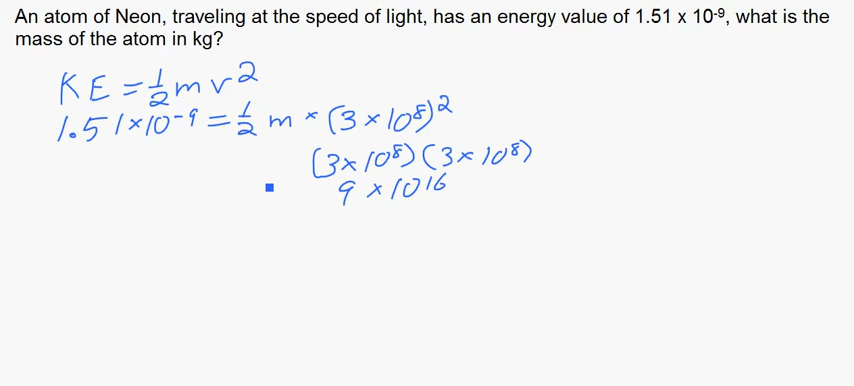 An atom of Neon, traveling at the speed of light, has an energy value of 1.51 x 10⁻⁹, what is the
mass of the atom in kg?
KE = ½ m v²
1.51 × 10⁻⁹ = ½ m × (3 × 10⁸)²
(3 × 10⁸) (3 × 10⁸)
9 × 10¹⁶